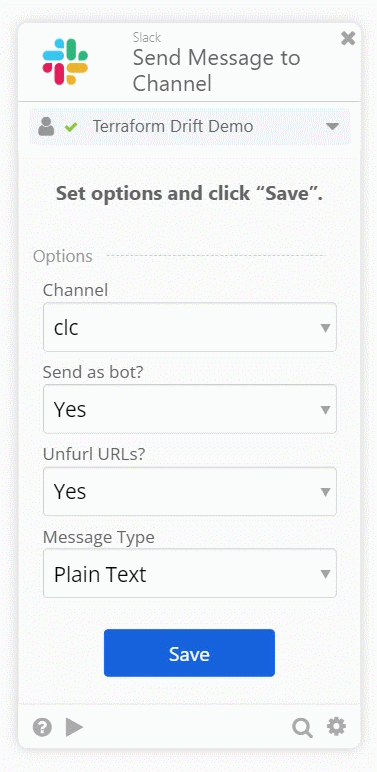 Slack
Send Message to
Channel
Terraform Drift Demo
Set options and click “Save”.
Options
Channel
clc
Send as bot?
Yes
Unfurl URLs?
Yes
Message Type
Plain Text
Save